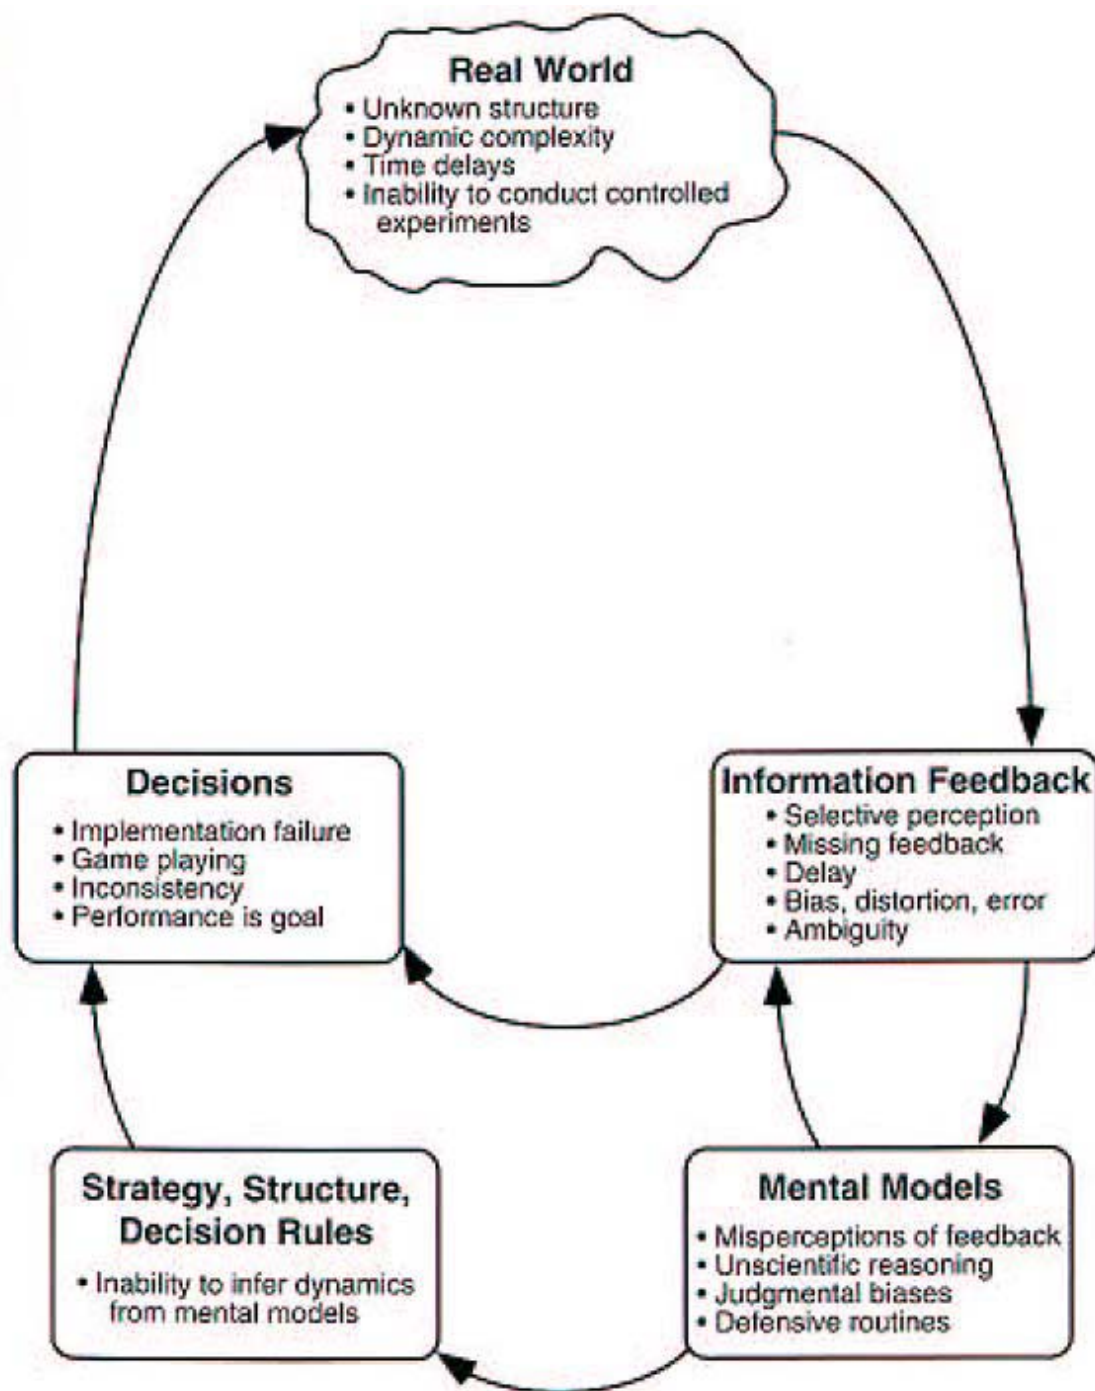 Real World
• Unknown structure
• Dynamic complexity
• Time delays
• Inability to conduct controlled
experiments
Decisions
• Implementation failure
• Game playing
• Inconsistency
• Performance is goal
Information Feedback
• Selective perception
• Missing feedback
• Delay
• Bias, distortion, error
• Ambiguity
Strategy, Structure,
Decision Rules
• Inability to infer dynamics
from mental models
Mental Models
• Misperceptions of feedback
• Unscientific reasoning
• Judgmental biases
• Defensive routines